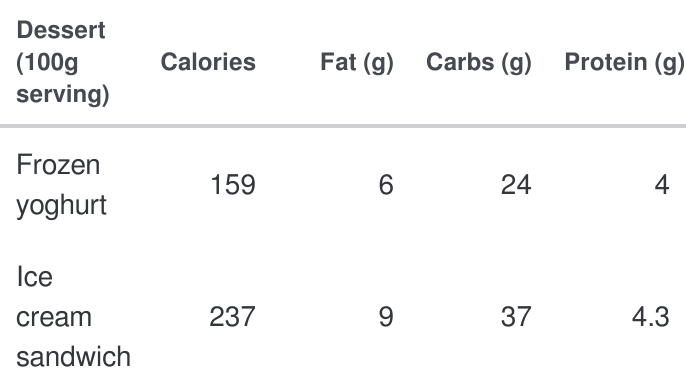 Dessert (100g serving) Calories Fat (g) Carbs (g) Protein (g)
Frozen yoghurt 159 6 24 4
Ice cream sandwich 237 9 37 4.3